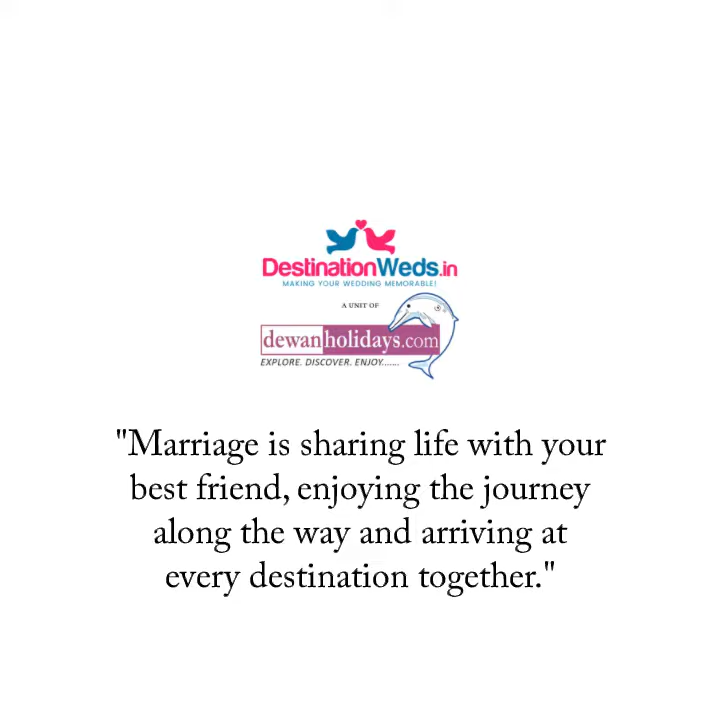 DestinationWeds.in
MAKING YOUR WEDDING MEMORABLE!
A UNIT OF
dewanholidays.com
EXPLORE. DISCOVER. ENJOY.......
"Marriage is sharing life with your
best friend, enjoying the journey
along the way and arriving at
every destination together."